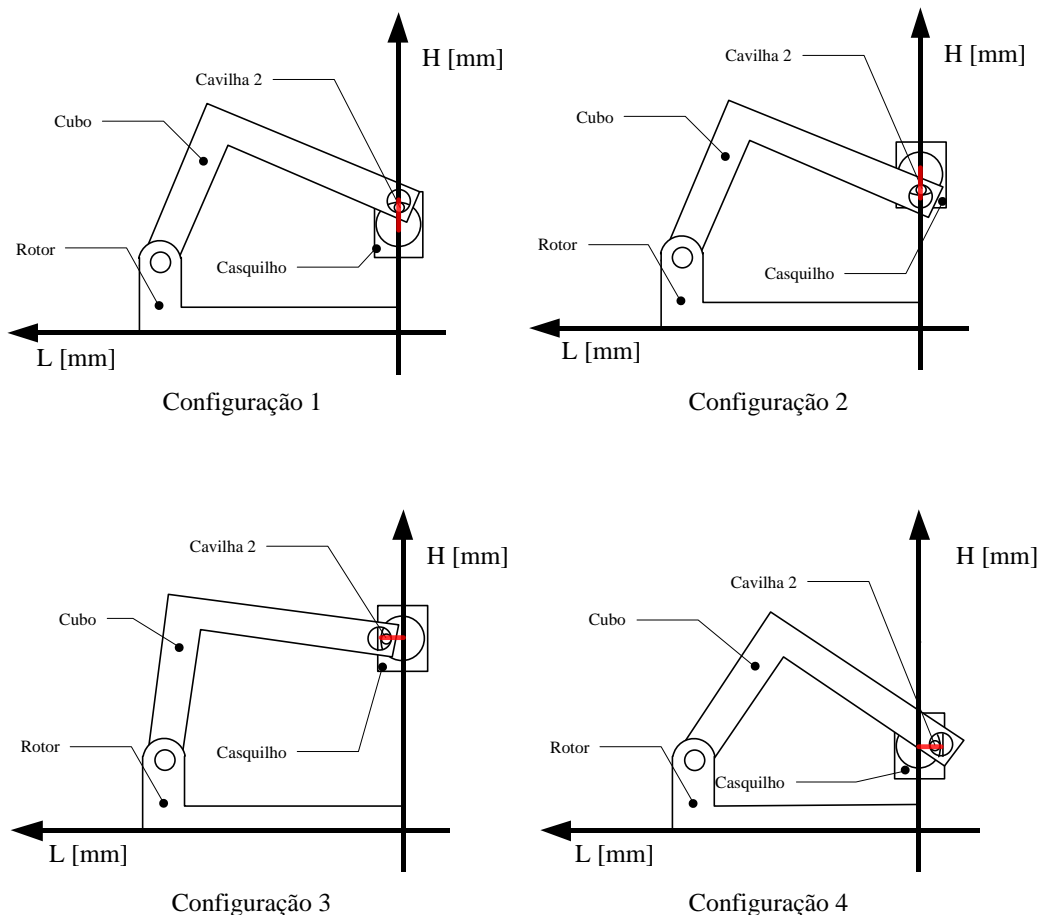 H [mm]
Cavilha 2
Cubo
Rotor
Casquilho
L [mm]
Configuração 1
H [mm]
Cavilha 2
Cubo
Rotor
Casquilho
L [mm]
Configuração 2
H [mm]
Cavilha 2
Cubo
Rotor
Casquilho
L [mm]
Configuração 3
H [mm]
Cavilha 2
Cubo
Rotor
Casquilho
L [mm]
Configuração 4